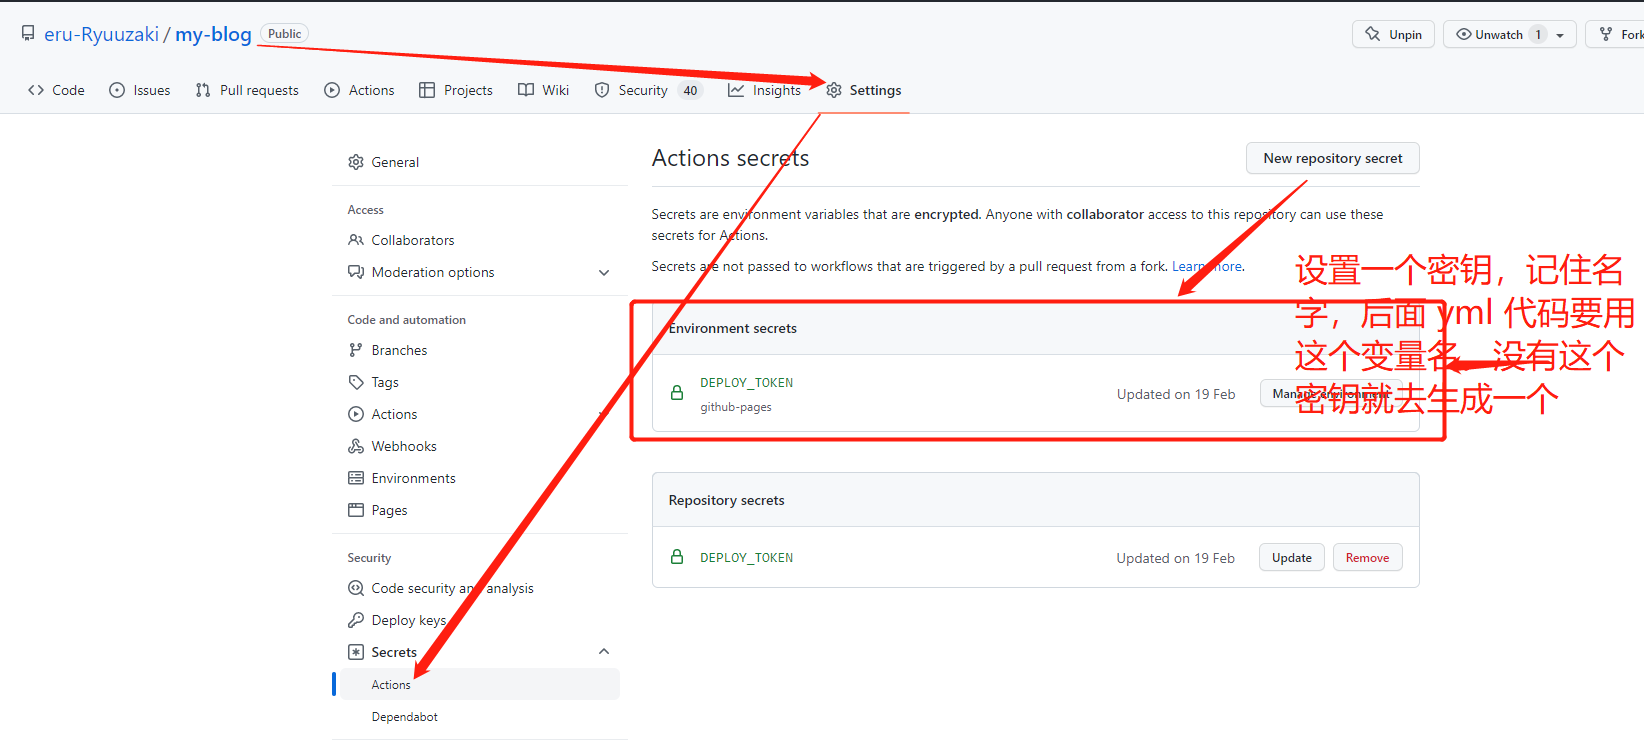 eru-Ryuuzaki / my-blog Public
Unpin
Unwatch 1
Fork
Code
Issues
Pull requests
Actions
Projects
Wiki
Security 40
Insights
Settings
General
Access
Collaborators
Moderation options
Code and automation
Branches
Tags
Actions
Webhooks
Environments
Pages
Security
Code security and analysis
Deploy keys
Secrets
Actions
Dependabot
Actions secrets
New repository secret
Secrets are environment variables that are encrypted. Anyone with collaborator access to this repository can use these
secrets for Actions.
Secrets are not passed to workflows that are triggered by a pull request from a fork. Learn more.
Environment secrets
DEPLOY_TOKEN
github-pages
Updated on 19 Feb
Manage environment
设置一个密钥，记住名
字，后面 yml 代码要用
这个变量名，没有这个
密钥就去生成一个
Repository secrets
DEPLOY_TOKEN
Updated on 19 Feb
Update
Remove